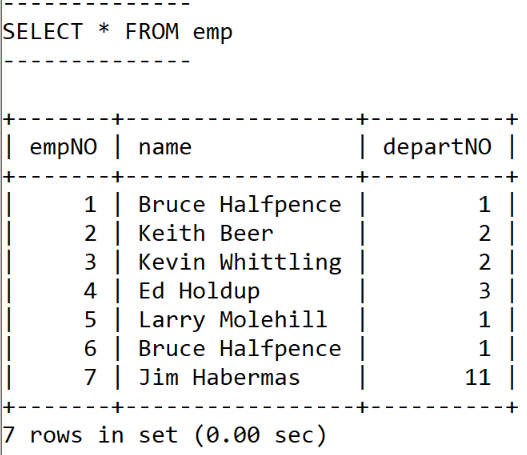 --------------
SELECT * FROM emp
--------------
+-------+-----------------+----------+
| empNO | name            | departNO |
+-------+-----------------+----------+
|     1 | Bruce Halfpence |        1 |
|     2 | Keith Beer      |        2 |
|     3 | Kevin Whittling |        2 |
|     4 | Ed Holdup       |        3 |
|     5 | Larry Molehill  |        1 |
|     6 | Bruce Halfpence |        1 |
|     7 | Jim Habermas    |       11 |
+-------+-----------------+----------+
7 rows in set (0.00 sec)